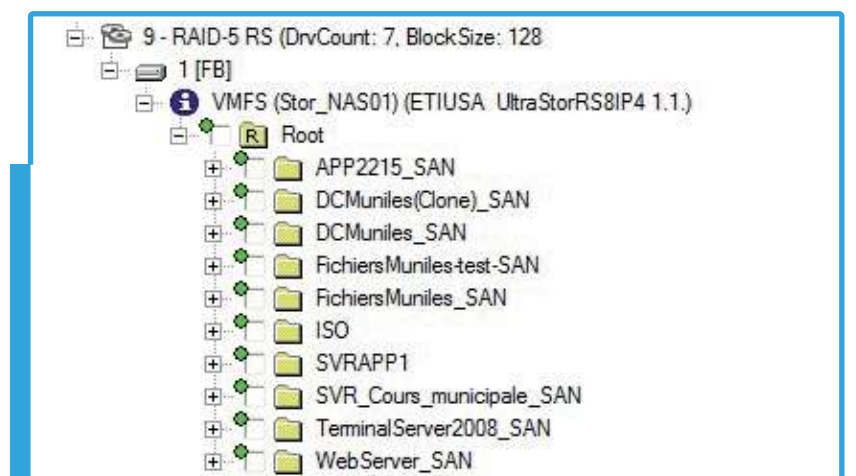 9 - RAID-5 RS (DrvCount: 7, BlockSize: 128
1 [FB]
VMFS (Stor_NAS01) (ETIUSA UltraStorRS8IP4 1.1.)
R Root
APP2215_SAN
DCMuniles(Clone)_SAN
DCMuniles_SAN
FichiersMuniles-test-SAN
FichiersMuniles_SAN
ISO
SVRAPP1
SVR_Cours_municipale_SAN
TerminalServer2008_SAN
WebServer_SAN